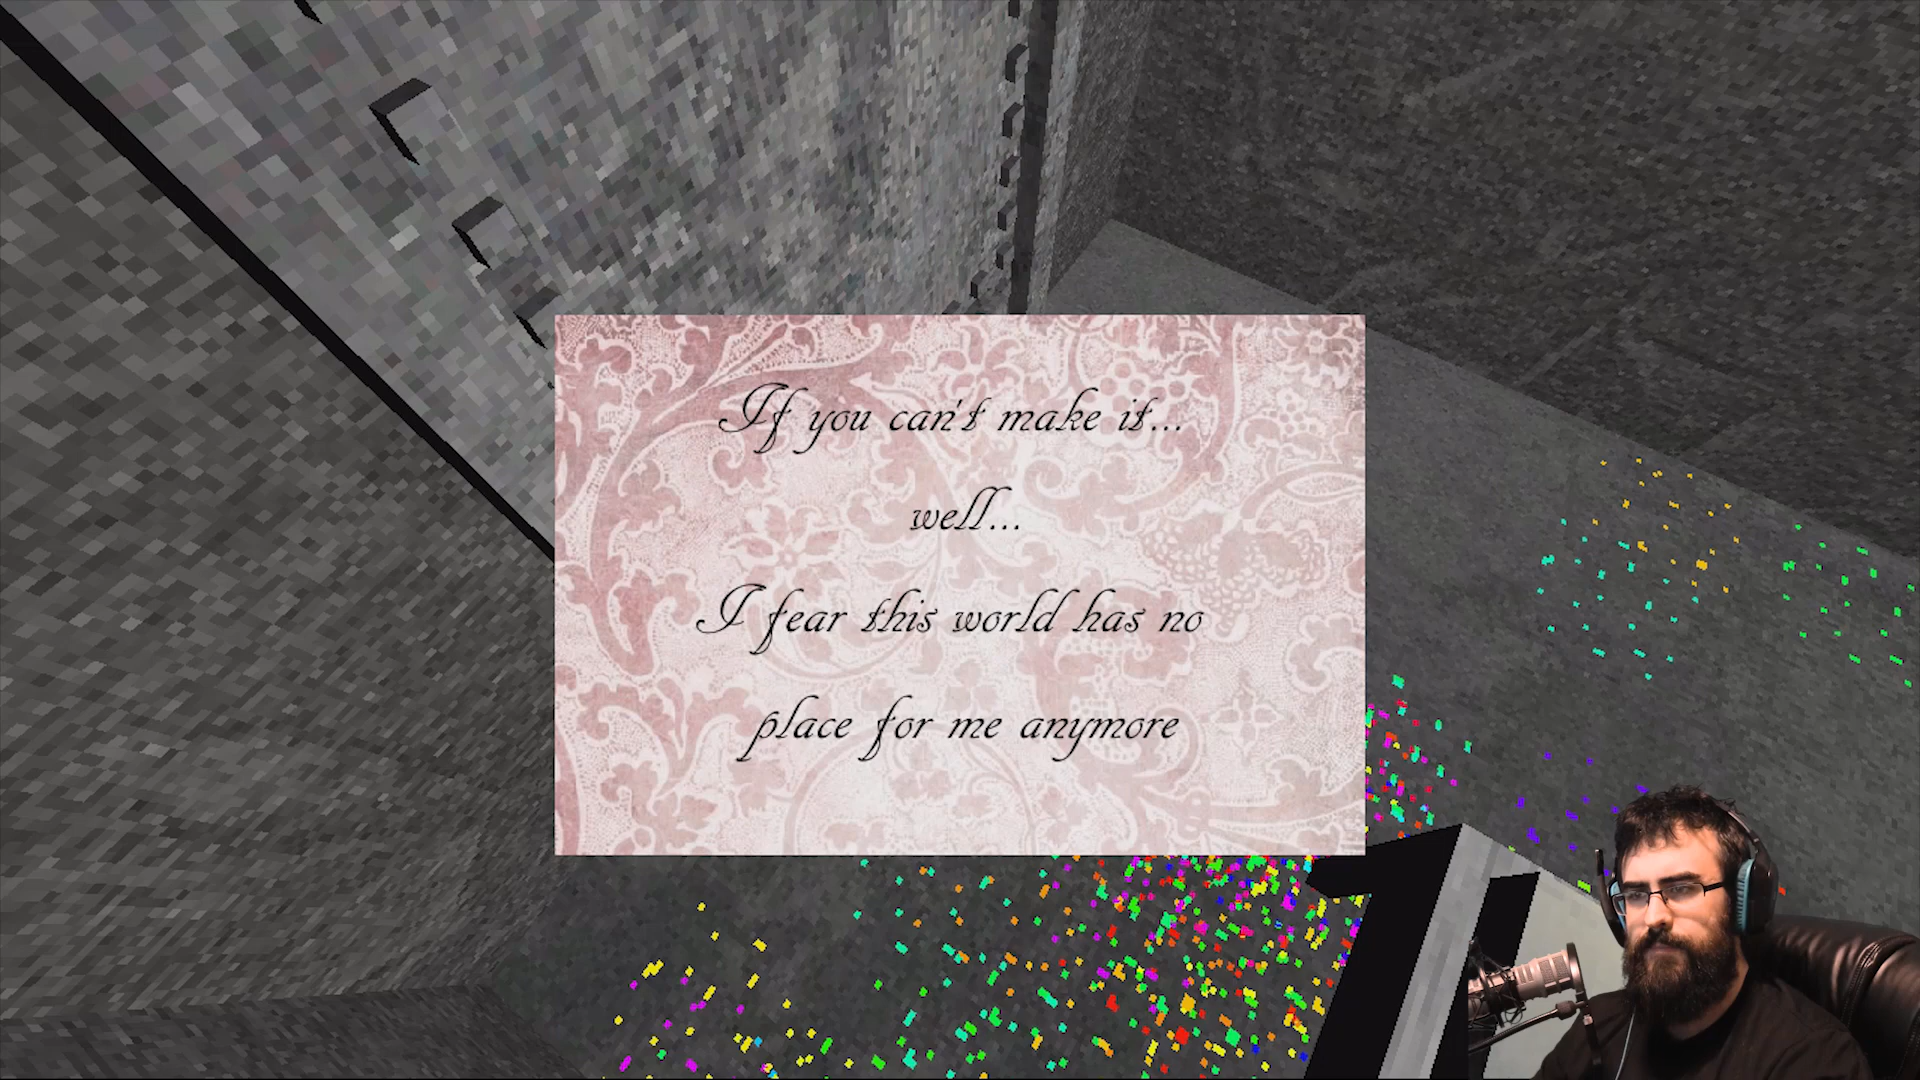 If you can't make it...
well...
I fear this world has no
place for me anymore